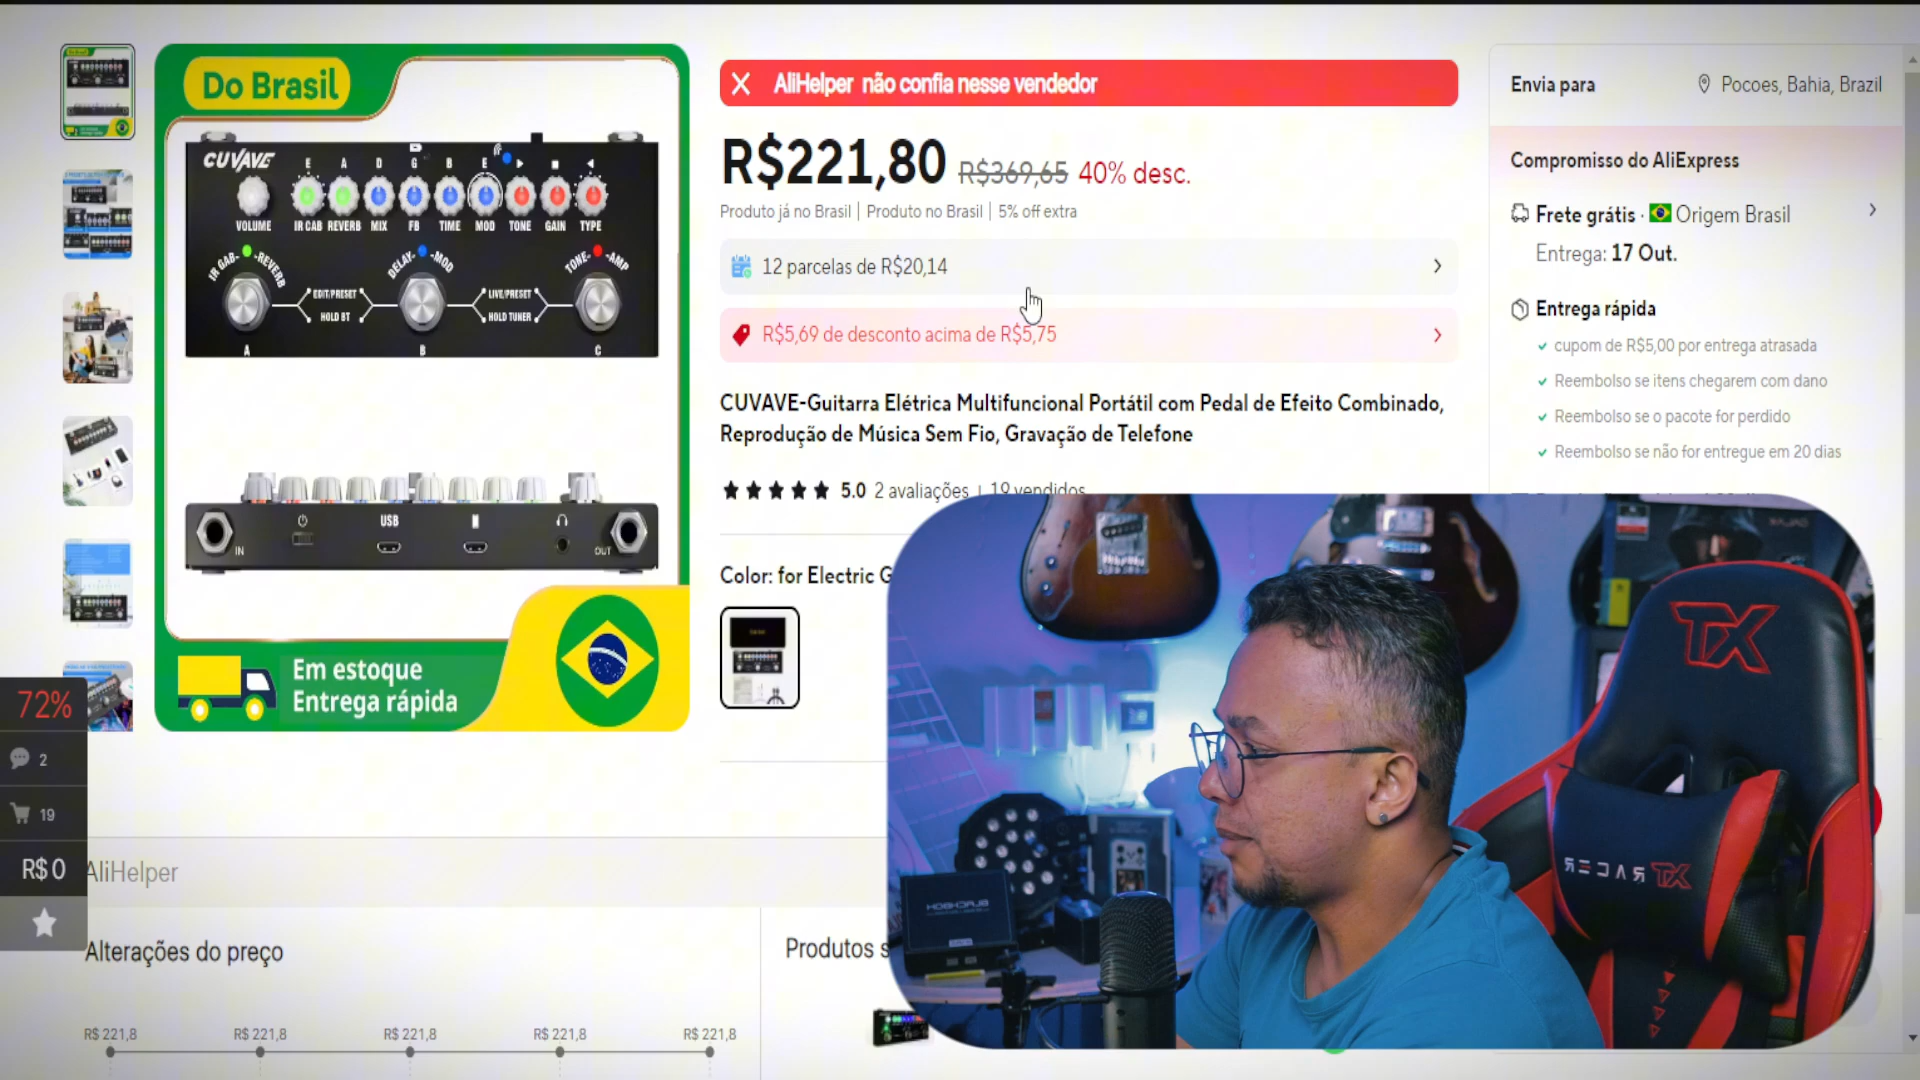 Do Brasil
CUVAVE
E A D G B E
VOLUME IR CAB REVERB MIX FB TIME MOD TONE GAIN TYPE
IR GAB- -REVERB
DELAY- -MOD
TONE- -AMP
EDIT/PRESET
HOLD BT
LIVE/PRESET
HOLD TUNER
A B C
USB
IN OUT
Em estoque
Entrega rápida
72%
2
19
R$ 0
AliHelper não confia nesse vendedor
R$221,80 R$369,65 40% desc.
Produto já no Brasil | Produto no Brasil | 5% off extra
12 parcelas de R$20,14
R$5,69 de desconto acima de R$5,75
CUVAVE-Guitarra Elétrica Multifuncional Portátil com Pedal de Efeito Combinado,
Reprodução de Música Sem Fio, Gravação de Telefone
5.0 2 avaliações | 19 vendidos
Color: for Electric G
Envia para Pocoes, Bahia, Brazil
Compromisso do AliExpress
Frete grátis · Origem Brasil
Entrega: 17 Out.
Entrega rápida
cupom de R$5,00 por entrega atrasada
Reembolso se itens chegarem com dano
Reembolso se o pacote for perdido
Reembolso se não for entregue em 20 dias
TX
RACER TX
AliHelper
Alterações do preço
Produtos s
R$ 221,8 R$ 221,8 R$ 221,8 R$ 221,8 R$ 221,8